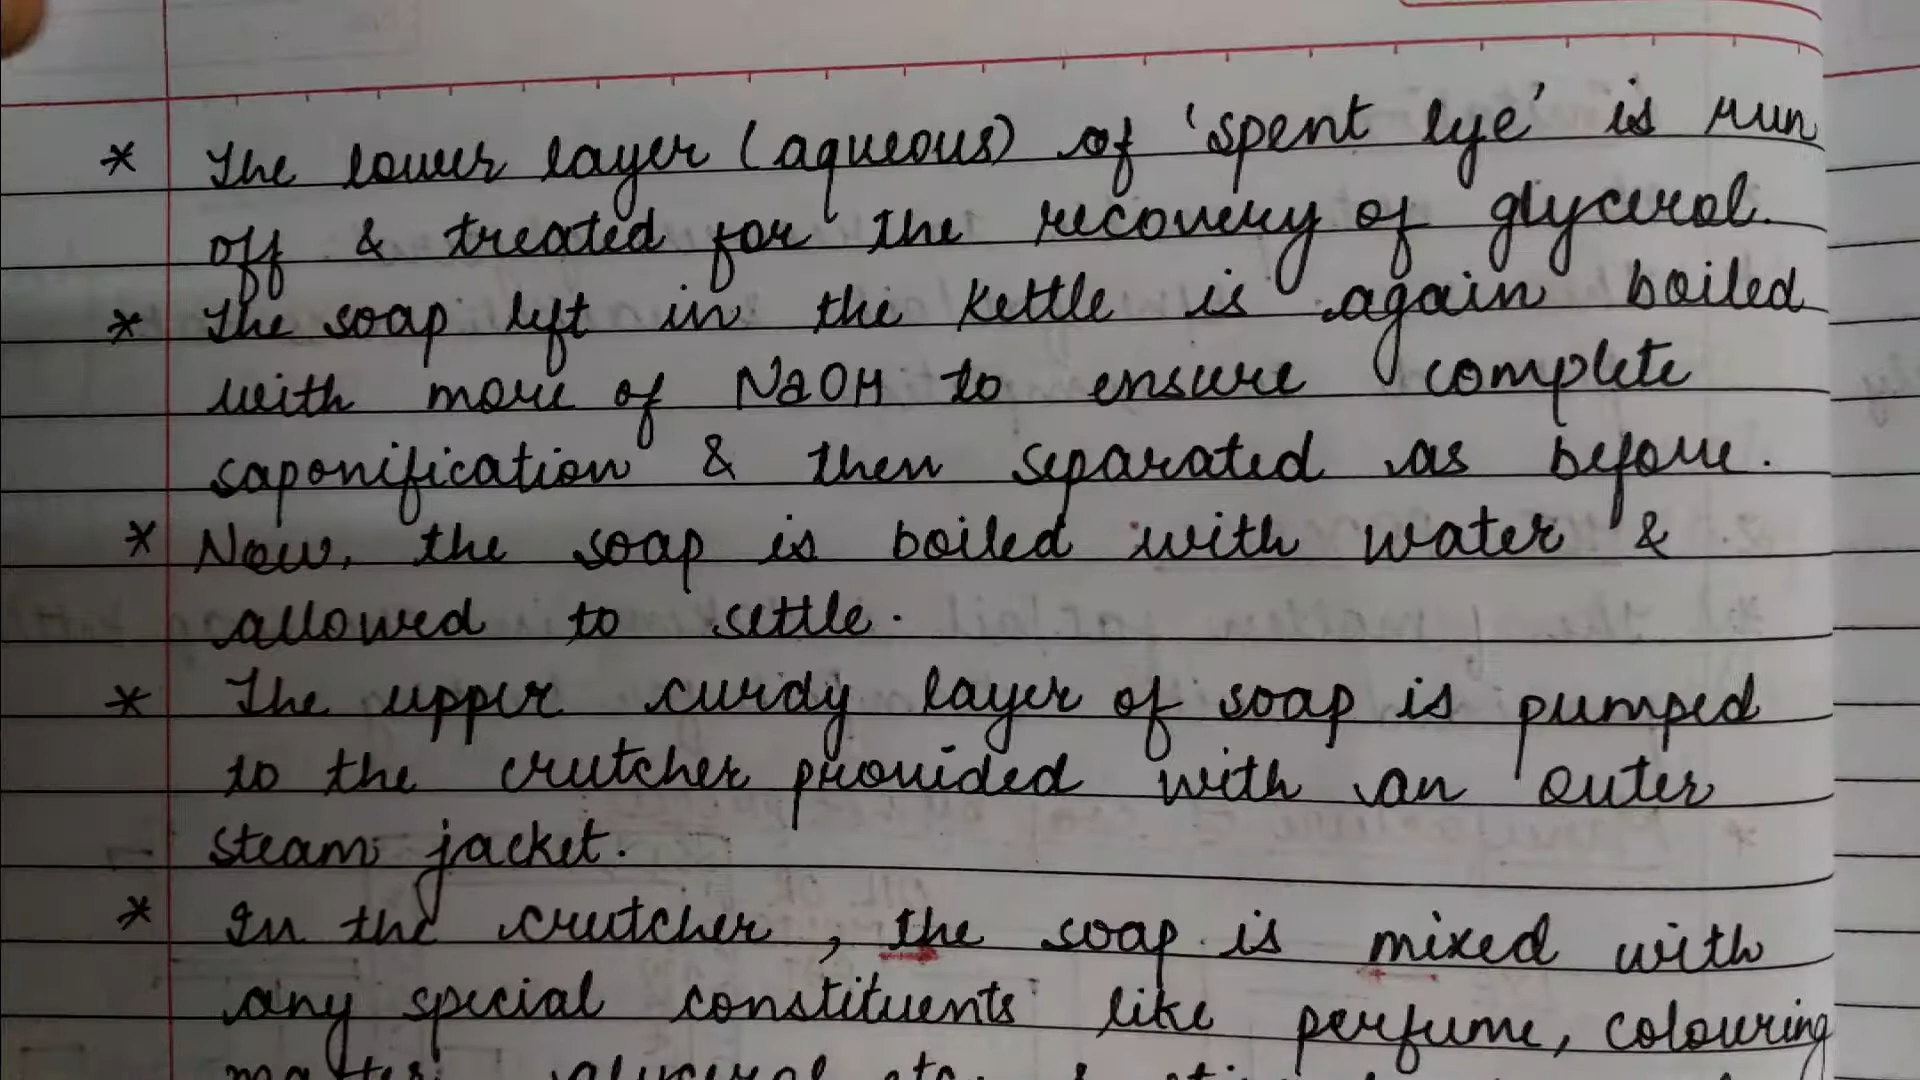 * The lower layer (aqueous) of 'spent lye' is run
off & treated for the recovery of glycerol.
* The soap left in the kettle is again boiled
with more of NaOH to ensure complete
saponification & then separated as before.
* Now, the soap is boiled with water &
allowed to settle.
* The upper curdy layer of soap is pumped
to the crutcher provided with an outer
steam jacket.
* In the crutcher, the soap is mixed with
any special constituents like perfume, colouring
matter, glycerol etc. &